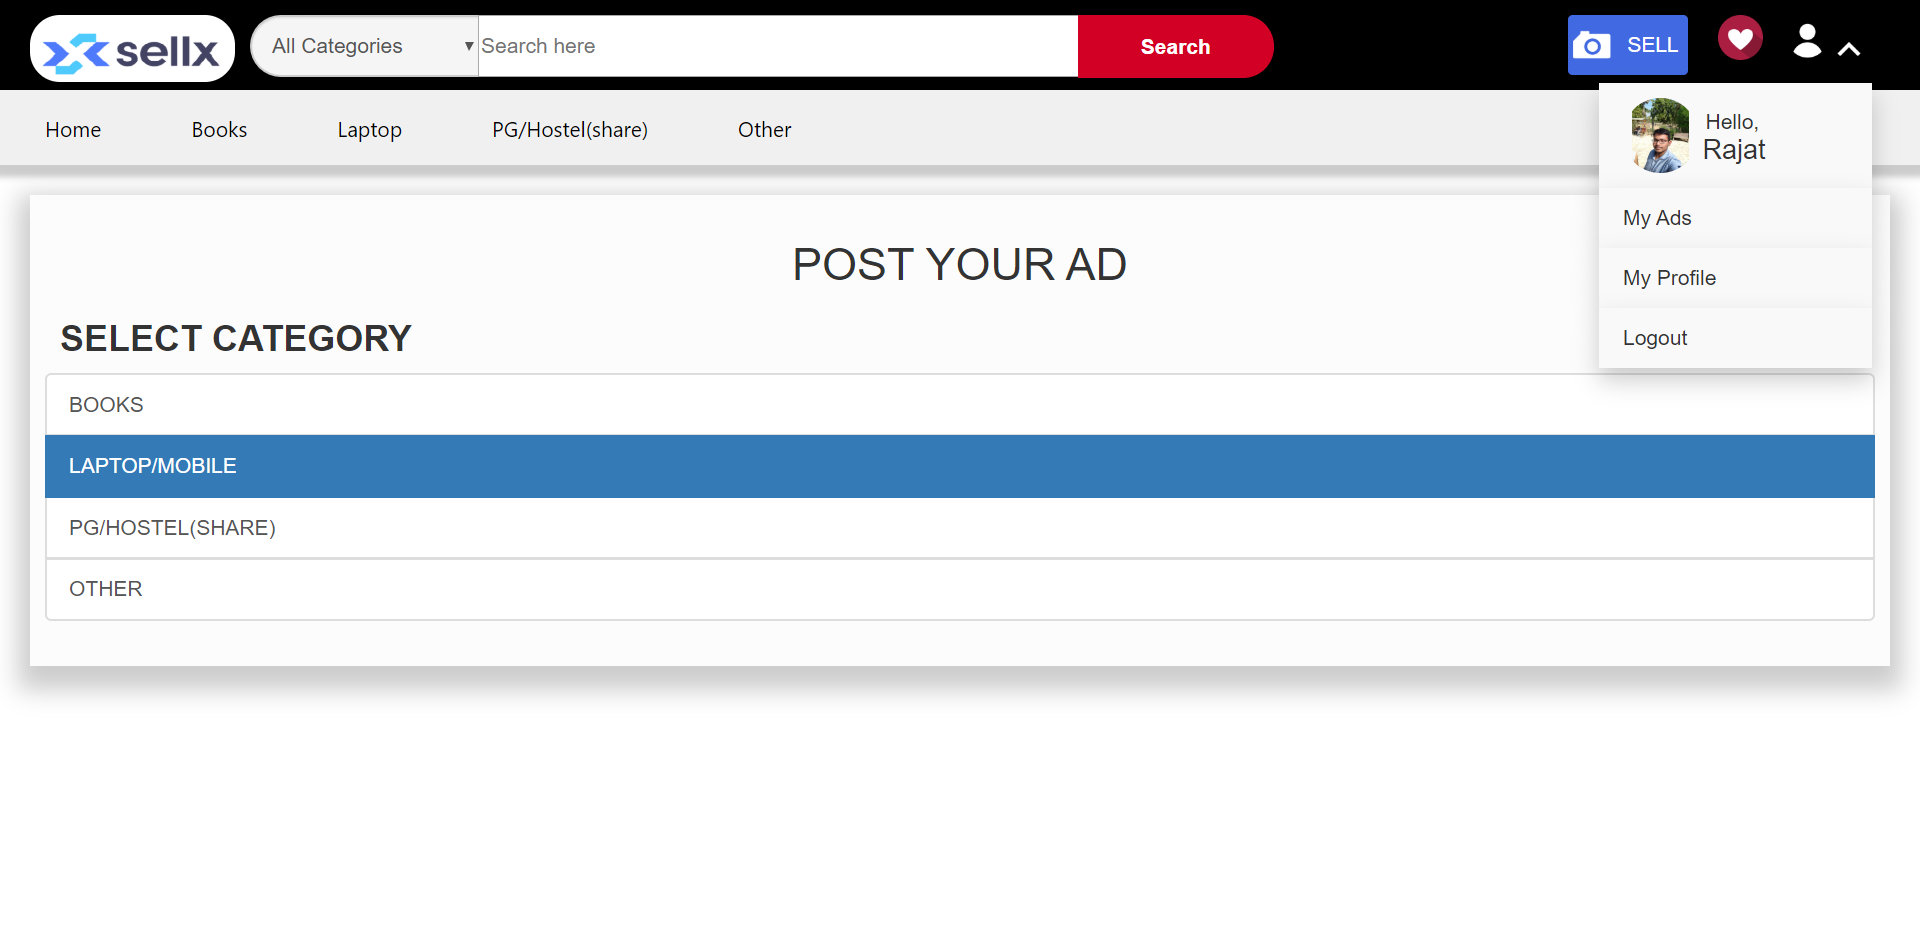 sellx
All Categories
Search here
Search
SELL
Home
Books
Laptop
PG/Hostel(share)
Other
Hello,
Rajat
My Ads
My Profile
Logout
POST YOUR AD
SELECT CATEGORY
BOOKS
LAPTOP/MOBILE
PG/HOSTEL(SHARE)
OTHER